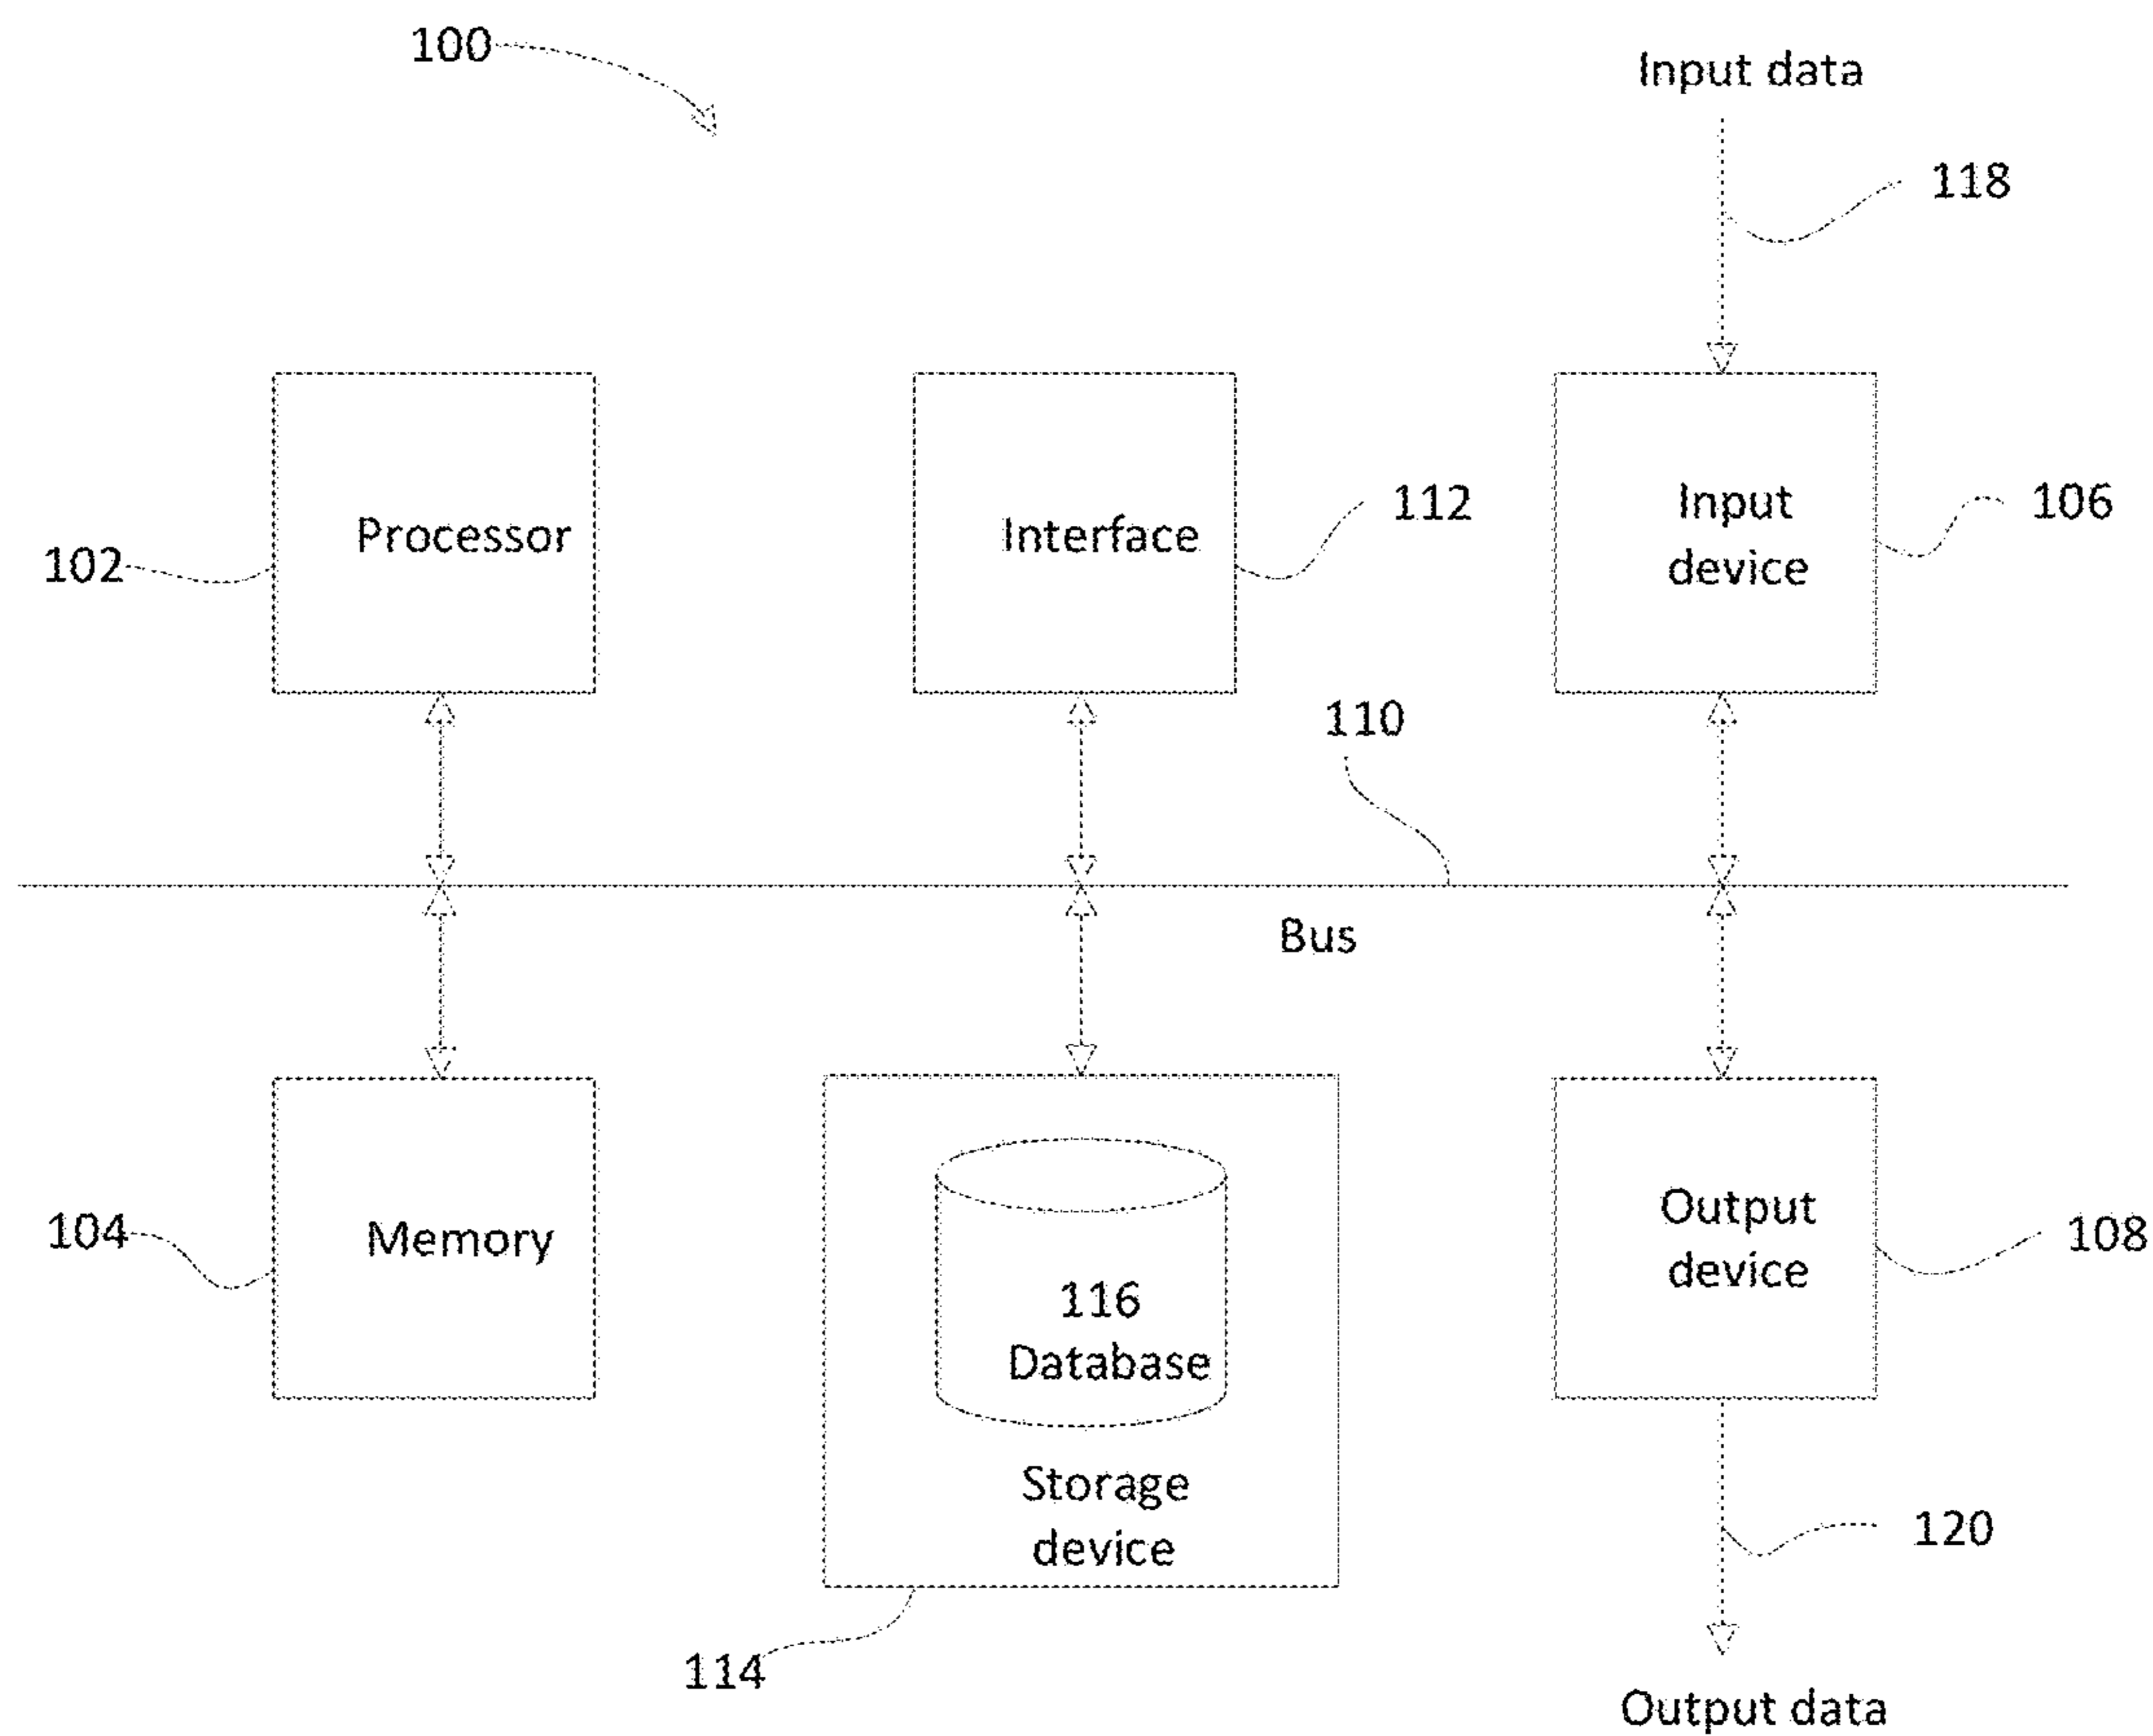 100
Input data
118
Processor
102
Interface
112
Input
device
106
110
Bus
Memory
104
116
Database
Storage
device
114
Output
device
108
120
Output data